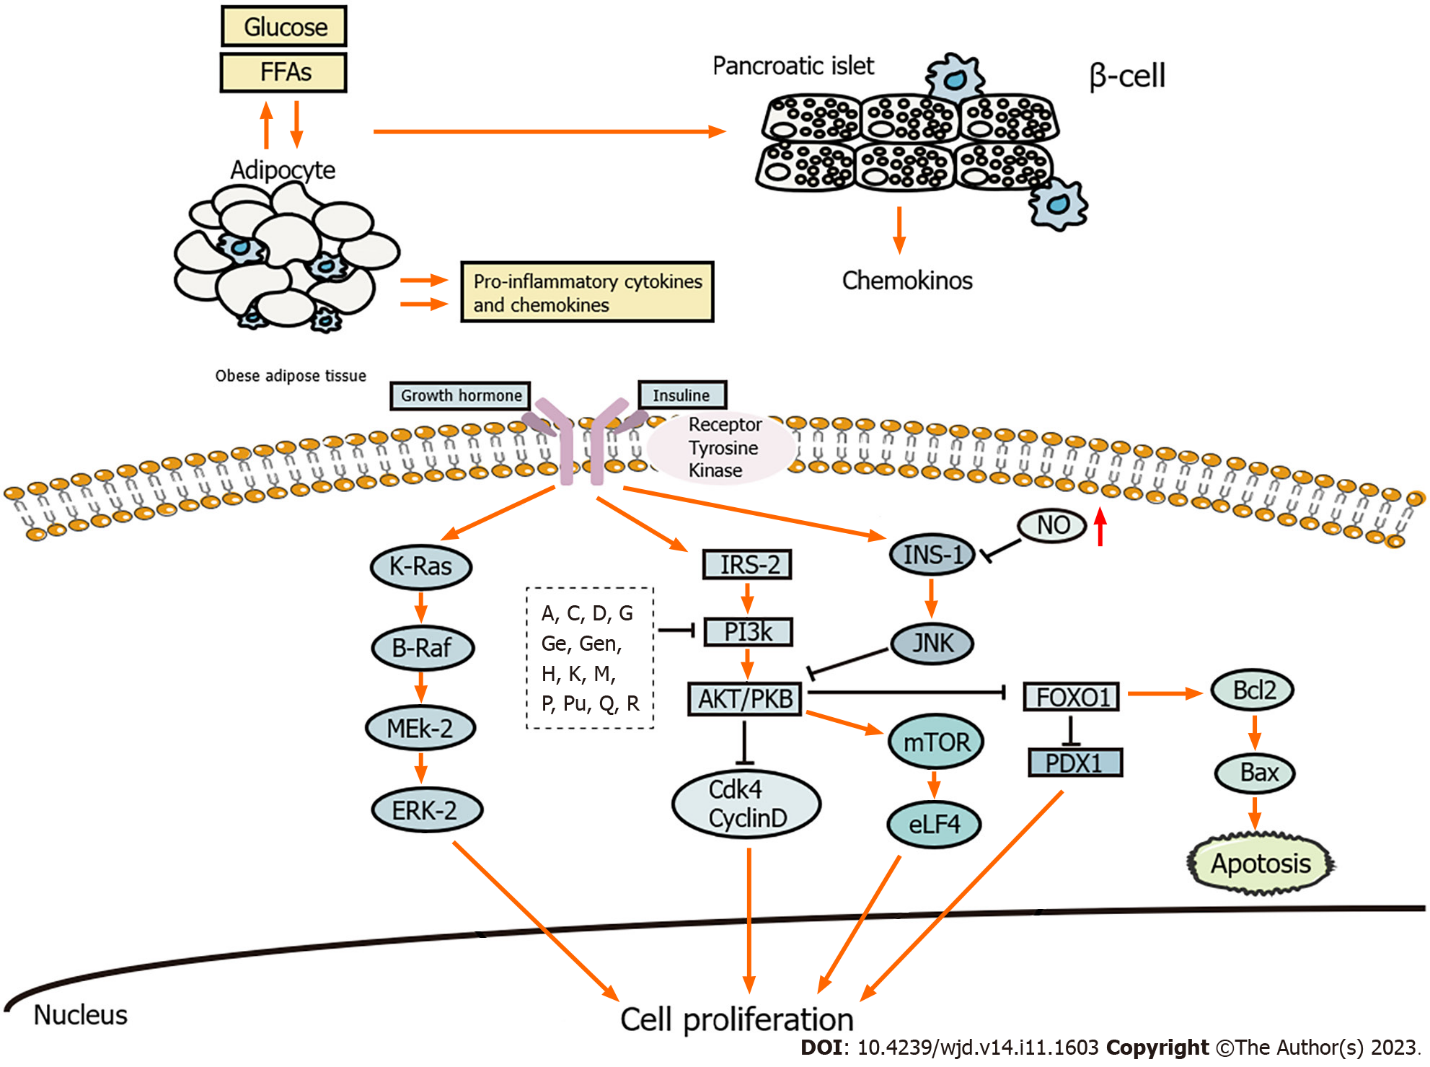 Glucose
FFAs
Adipocyte
Pancroatic islet
β-cell
Chemokinos
Pro-inflammatory cytokines
and chemokines
Obese adipose tissue
Growth hormone
Insuline
Receptor
Tyrosine
Kinase
NO
K-Ras
IRS-2
INS-1
A, C, D, G
Ge, Gen,
H, K, M,
P, Pu, Q, R
B-Raf
PI3k
JNK
MEk-2
AKT/PKB
FOXO1
Bcl2
mTOR
PDX1
Bax
ERK-2
Cdk4
CyclinD
eLF4
Apotosis
Nucleus
Cell proliferation
DOI: 10.4239/wjd.v14.i11.1603 Copyright ©The Author(s) 2023.